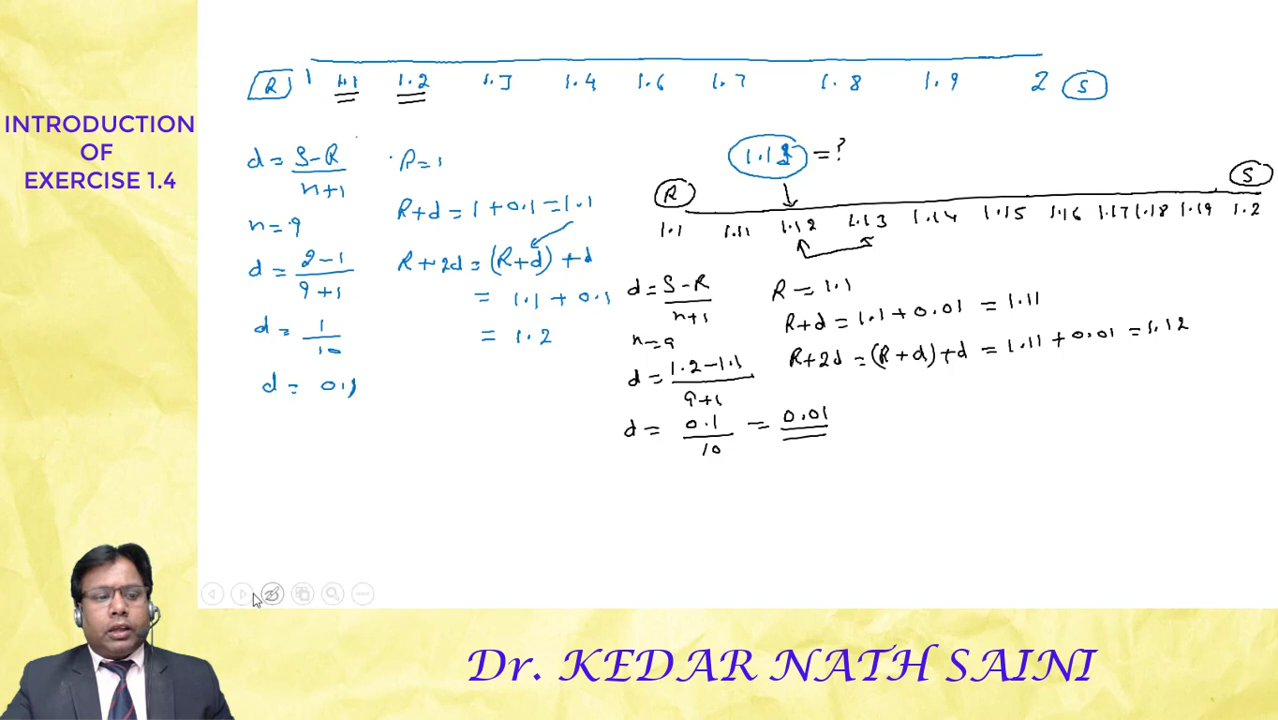 INTRODUCTION
OF
EXERCISE 1.4
R 1 1.1 1.2 1.3 1.4 1.6 1.7 1.8 1.9 2 S
d = S-R / n+1
n = 9
d = 2-1 / 9+1
d = 1 / 10
d = 0.1
R = 1
R+d = 1+0.1 = 1.1
R+2d = (R+d)+d
= 1.1+0.1
= 1.2
= ?
R S
1.1 1.11 1.12 1.13 1.14 1.15 1.16 1.17 1.18 1.19 1.2
d = S-R / n+1
n = 9
d = 1.2-1.1 / 9+1
d = 0.1 / 10 = 0.01
R = 1.1
R+d = 1.1+0.01 = 1.11
R+2d = (R+d)+d = 1.11+0.01 = 1.12
Dr. KEDAR NATH SAINI